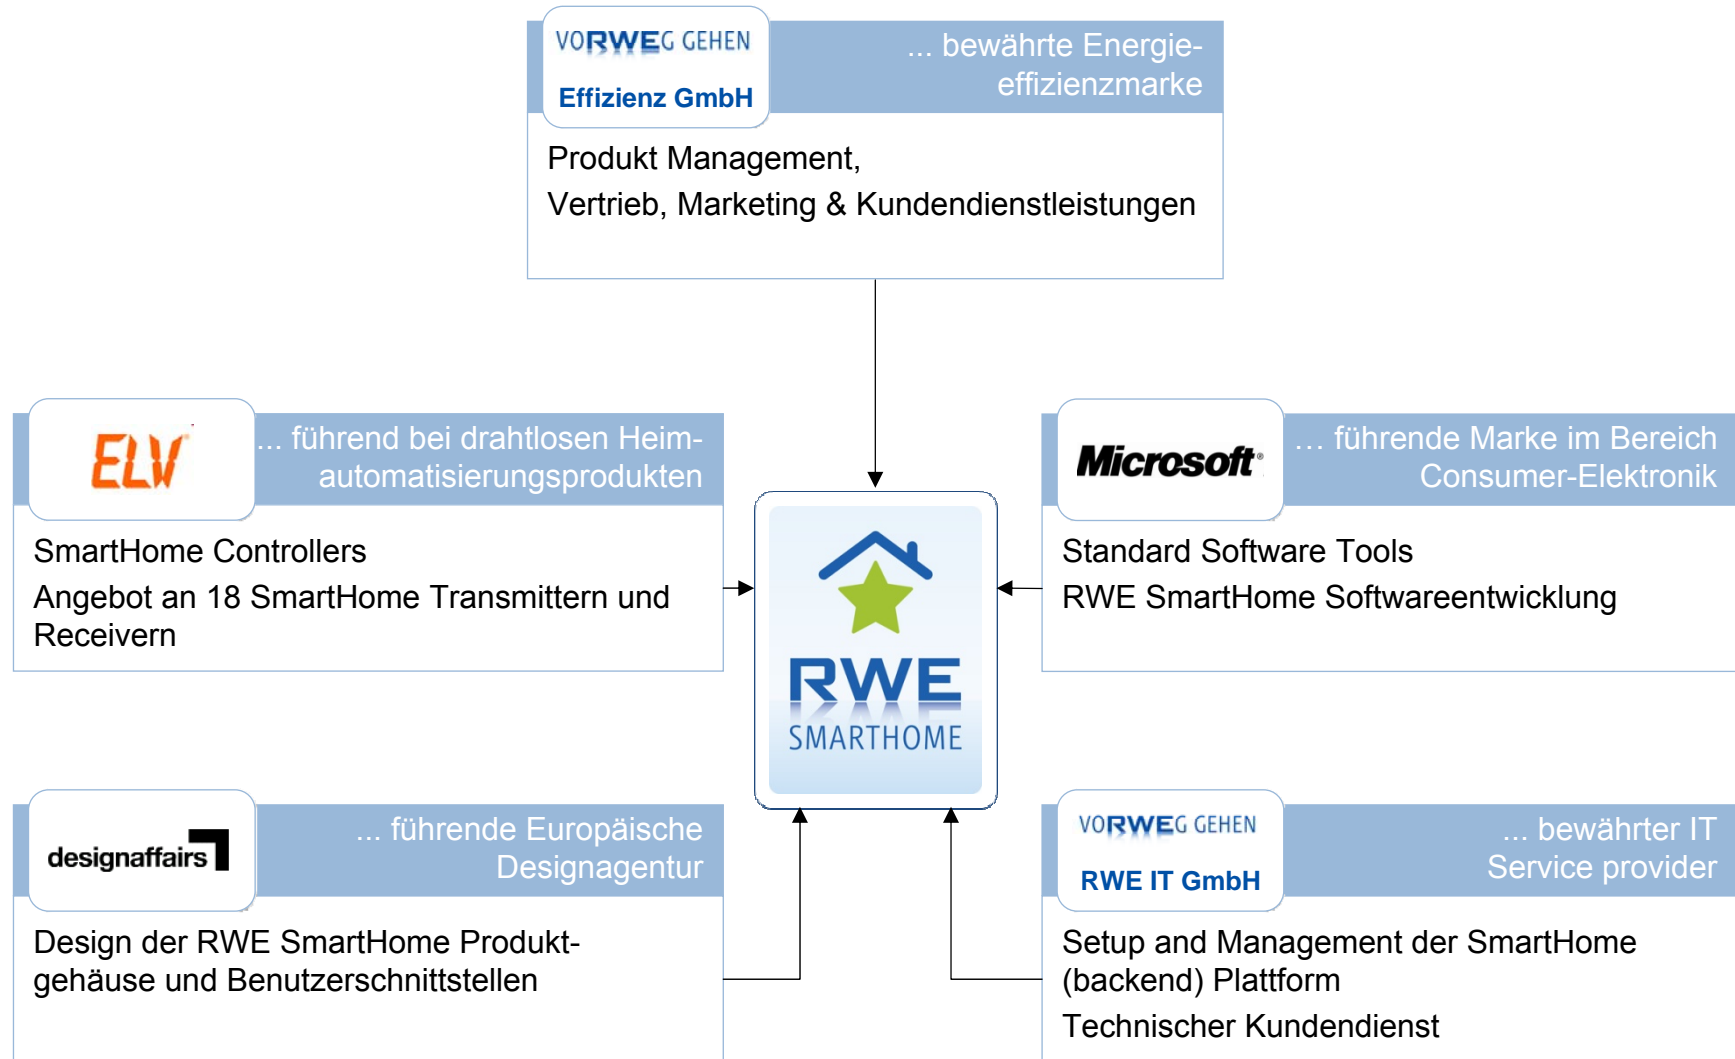 VORWEG GEHEN
Effizienz GmbH
... bewährte Energie-
effizienzmarke
Produkt Management,
Vertrieb, Marketing & Kundendienstleistungen
ELV
... führend bei drahtlosen Heim-
automatisierungsprodukten
SmartHome Controllers
Angebot an 18 SmartHome Transmittern und
Receivern
Microsoft®
... führende Marke im Bereich
Consumer-Elektronik
Standard Software Tools
RWE SmartHome Softwareentwicklung
RWE
SMARTHOME
designaffairs
... führende Europäische
Designagentur
Design der RWE SmartHome Produkt-
gehäuse und Benutzerschnittstellen
VORWEG GEHEN
RWE IT GmbH
... bewährter IT
Service provider
Setup and Management der SmartHome
(backend) Plattform
Technischer Kundendienst